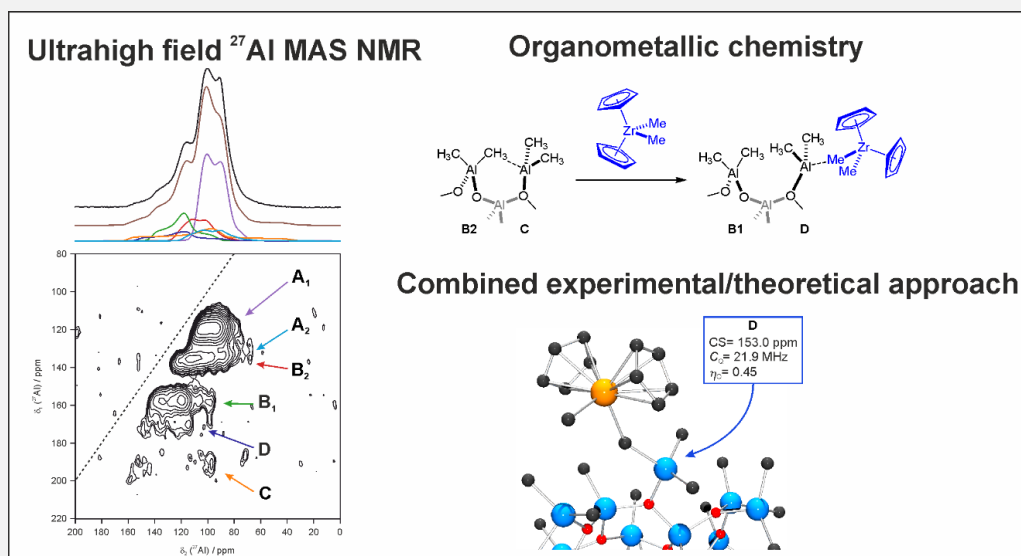 Ultrahigh field ²⁷Al MAS NMR
Organometallic chemistry
Me
Zr
Me
CH₃
H₃C
CH₃
H₃C
CH₃
Al
Al
O
O
O
Al
B2
C
CH₃
H₃C
Al
O
O
O
Al
H₃C
CH₃
Al
Me
Me
Zr
B1
D
Combined experimental/theoretical approach
D
CS= 153.0 ppm
C_Q= 21.9 MHz
η_Q= 0.45
A₁
A₂
B₂
B₁
D
C
80
100
120
140
160
180
200
220
δ₁ (²⁷Al) / ppm
200 180 160 140 120 100 80 60 40 20 0
δ₂ (²⁷Al) / ppm